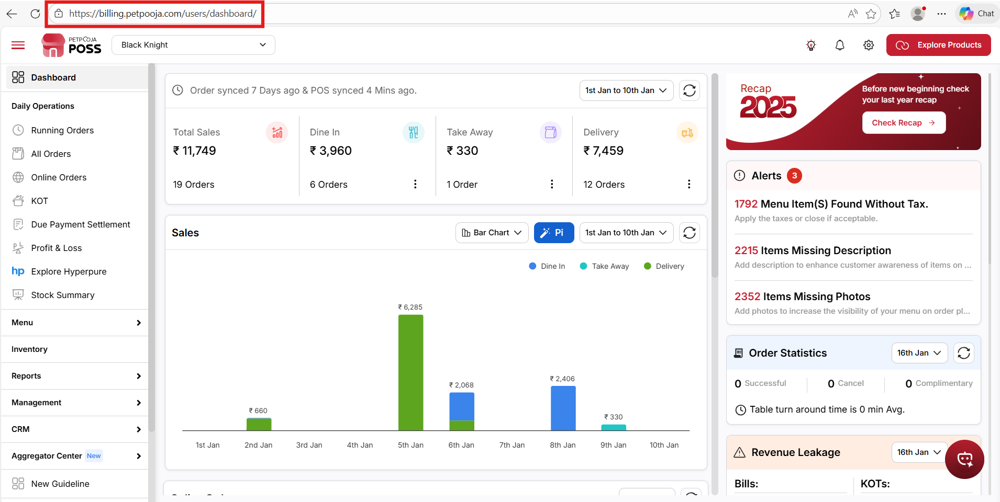 https://billing.petpooja.com/users/dashboard/
Chat
PETPOOJA
POSS
Black Knight
Explore Products
Dashboard
Daily Operations
Running Orders
All Orders
Online Orders
KOT
Due Payment Settlement
Profit & Loss
hp Explore Hyperpure
Stock Summary
Menu
Inventory
Reports
Management
CRM
Aggregator Center New
New Guideline
Order synced 7 Days ago & POS synced 4 Mins ago.
1st Jan to 10th Jan
Total Sales
₹ 11,749
19 Orders
Dine In
₹ 3,960
6 Orders
Take Away
₹ 330
1 Order
Delivery
₹ 7,459
12 Orders
Sales
Bar Chart
Pi
1st Jan to 10th Jan
Dine In
Take Away
Delivery
₹ 6,285
₹ 2,406
₹ 2,068
₹ 660
₹ 330
1st Jan
2nd Jan
3rd Jan
4th Jan
5th Jan
6th Jan
7th Jan
8th Jan
9th Jan
10th Jan
Recap
2025
Before new beginning check
your last year recap
Check Recap
Alerts 3
1792 Menu Item(S) Found Without Tax.
Apply the taxes or close if acceptable.
2215 Items Missing Description
Add description to enhance customer awareness of items on ...
2352 Items Missing Photos
Add photos to increase the visibility of your menu on order pl...
Order Statistics
16th Jan
0 Successful
0 Cancel
0 Complimentary
Table turn around time is 0 min Avg.
Revenue Leakage
16th Jan
Bills:
KOTs: